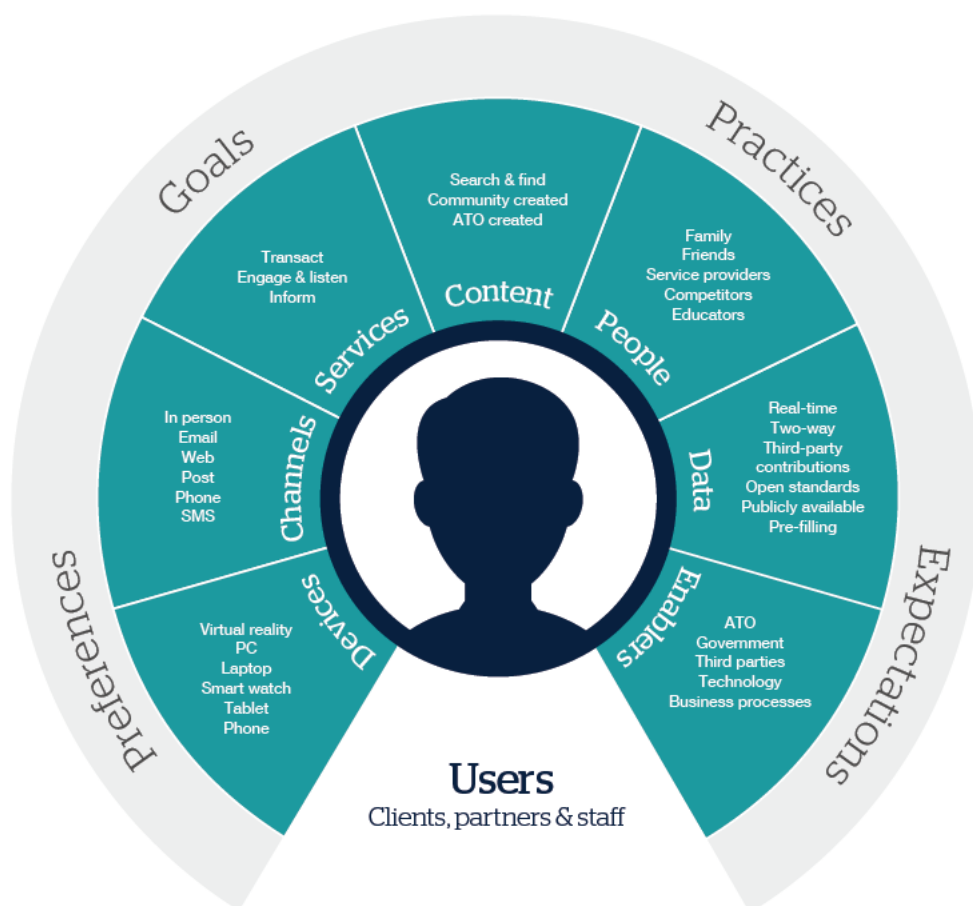 Goals
Practices
Preferences
Expectations
Search & find
Community created
ATO created
Content
Transact
Engage & listen
Inform
Services
Family
Friends
Service providers
Competitors
Educators
People
In person
Email
Web
Post
Phone
SMS
Channels
Real-time
Two-way
Third-party
contributions
Open standards
Publicly available
Pre-filling
Data
Virtual reality
PC
Laptop
Smart watch
Tablet
Phone
Devices
ATO
Government
Third parties
Technology
Business processes
Enablers
Users
Clients, partners & staff